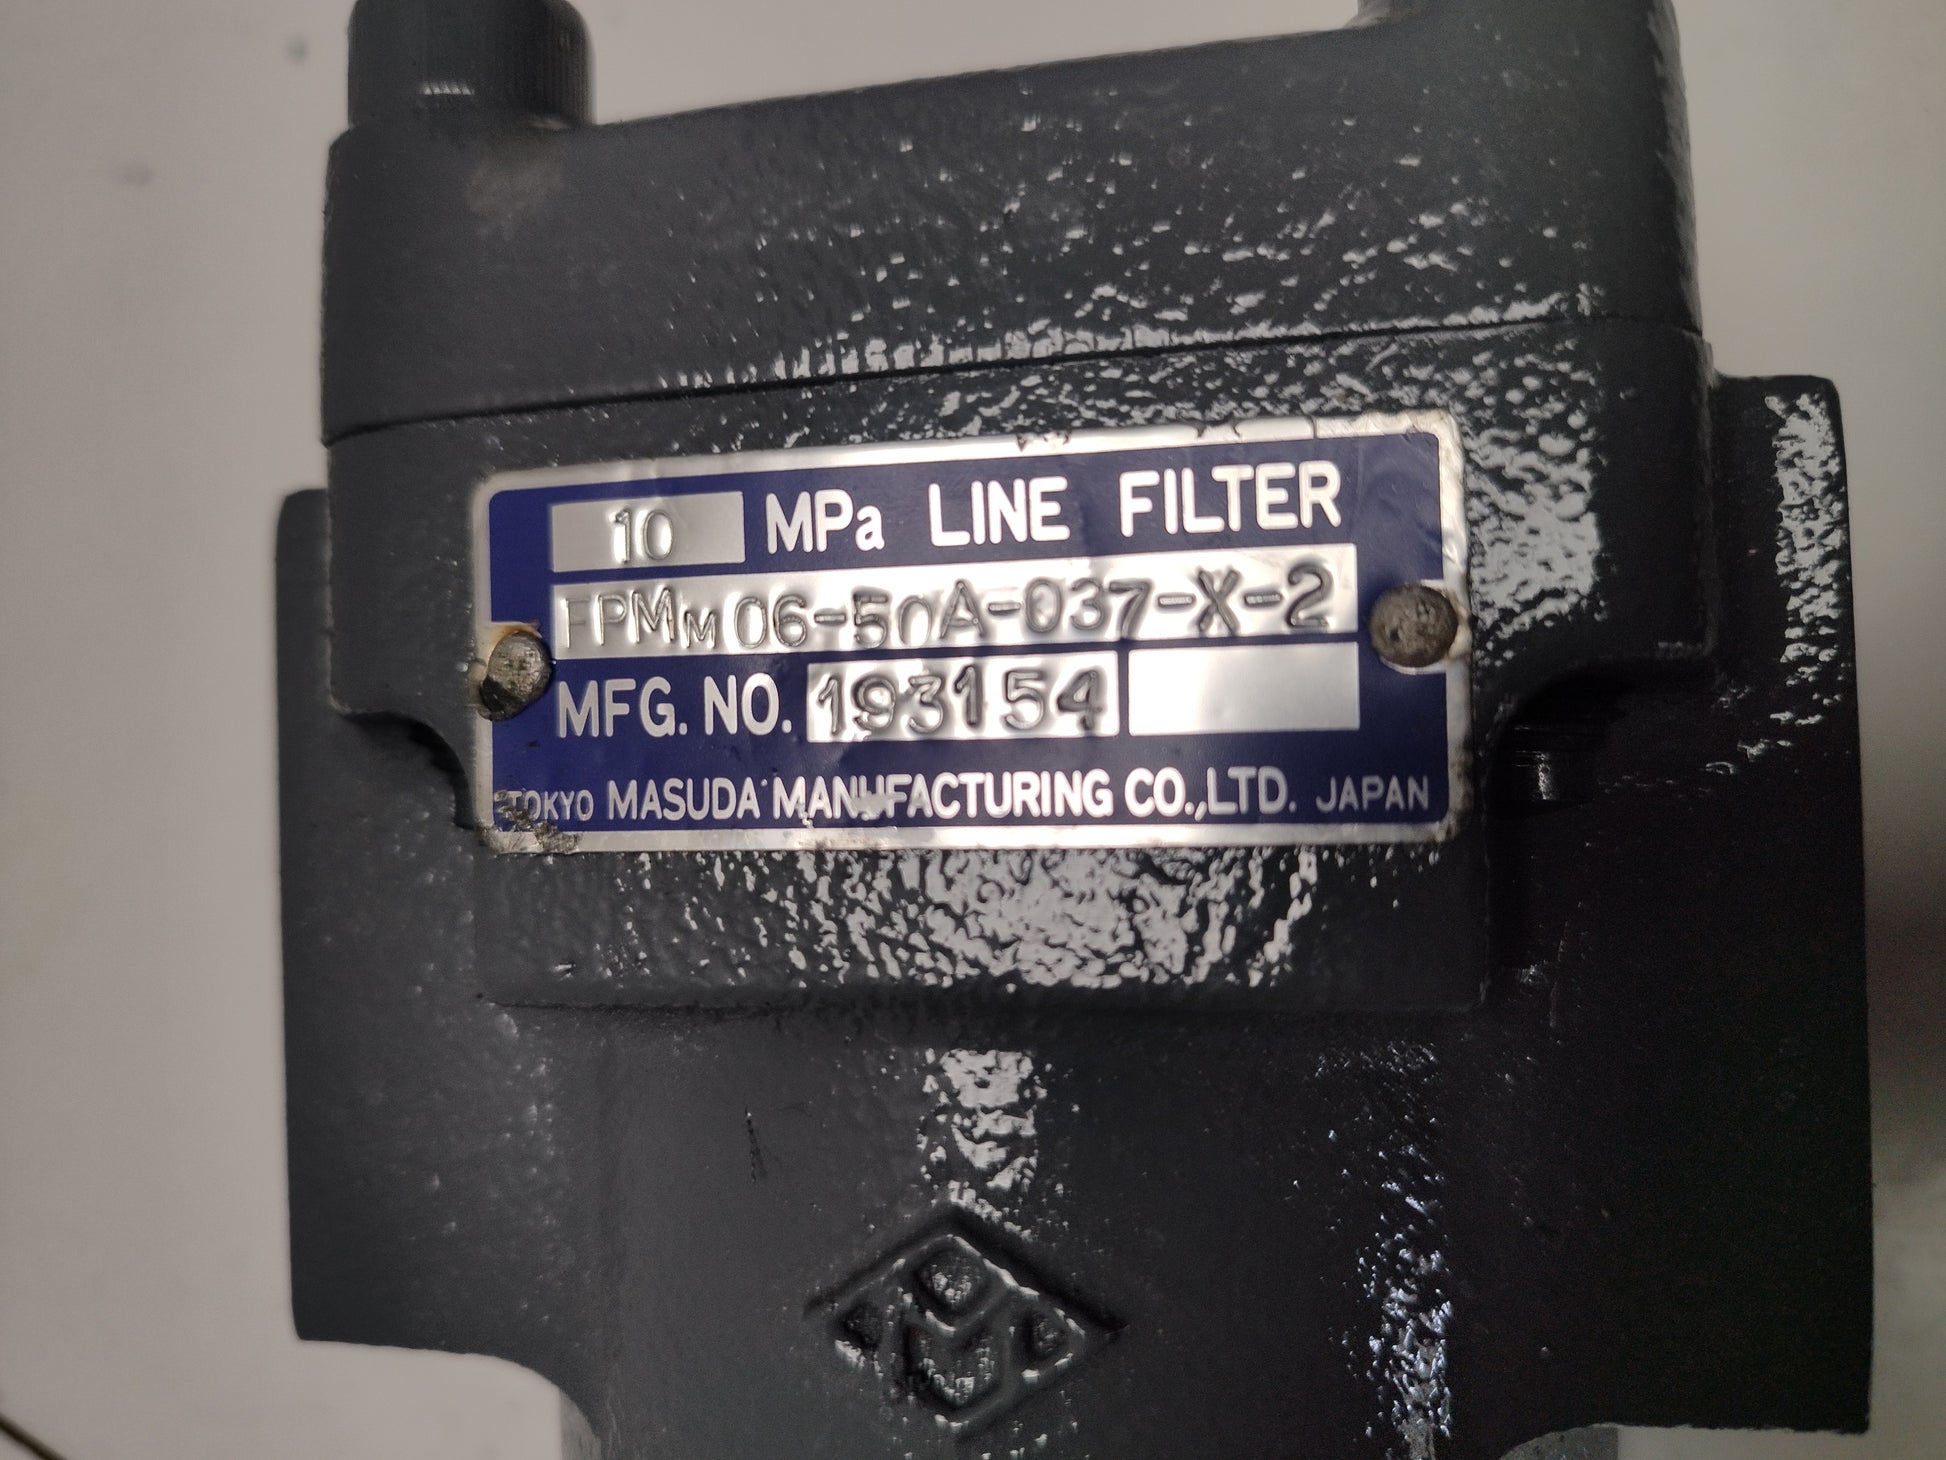 10 MPa LINE FILTER
FPMM06-50A-037-X-2
MFG. NO. 193154
TOKYO MASUDA MANUFACTURING CO.,LTD. JAPAN